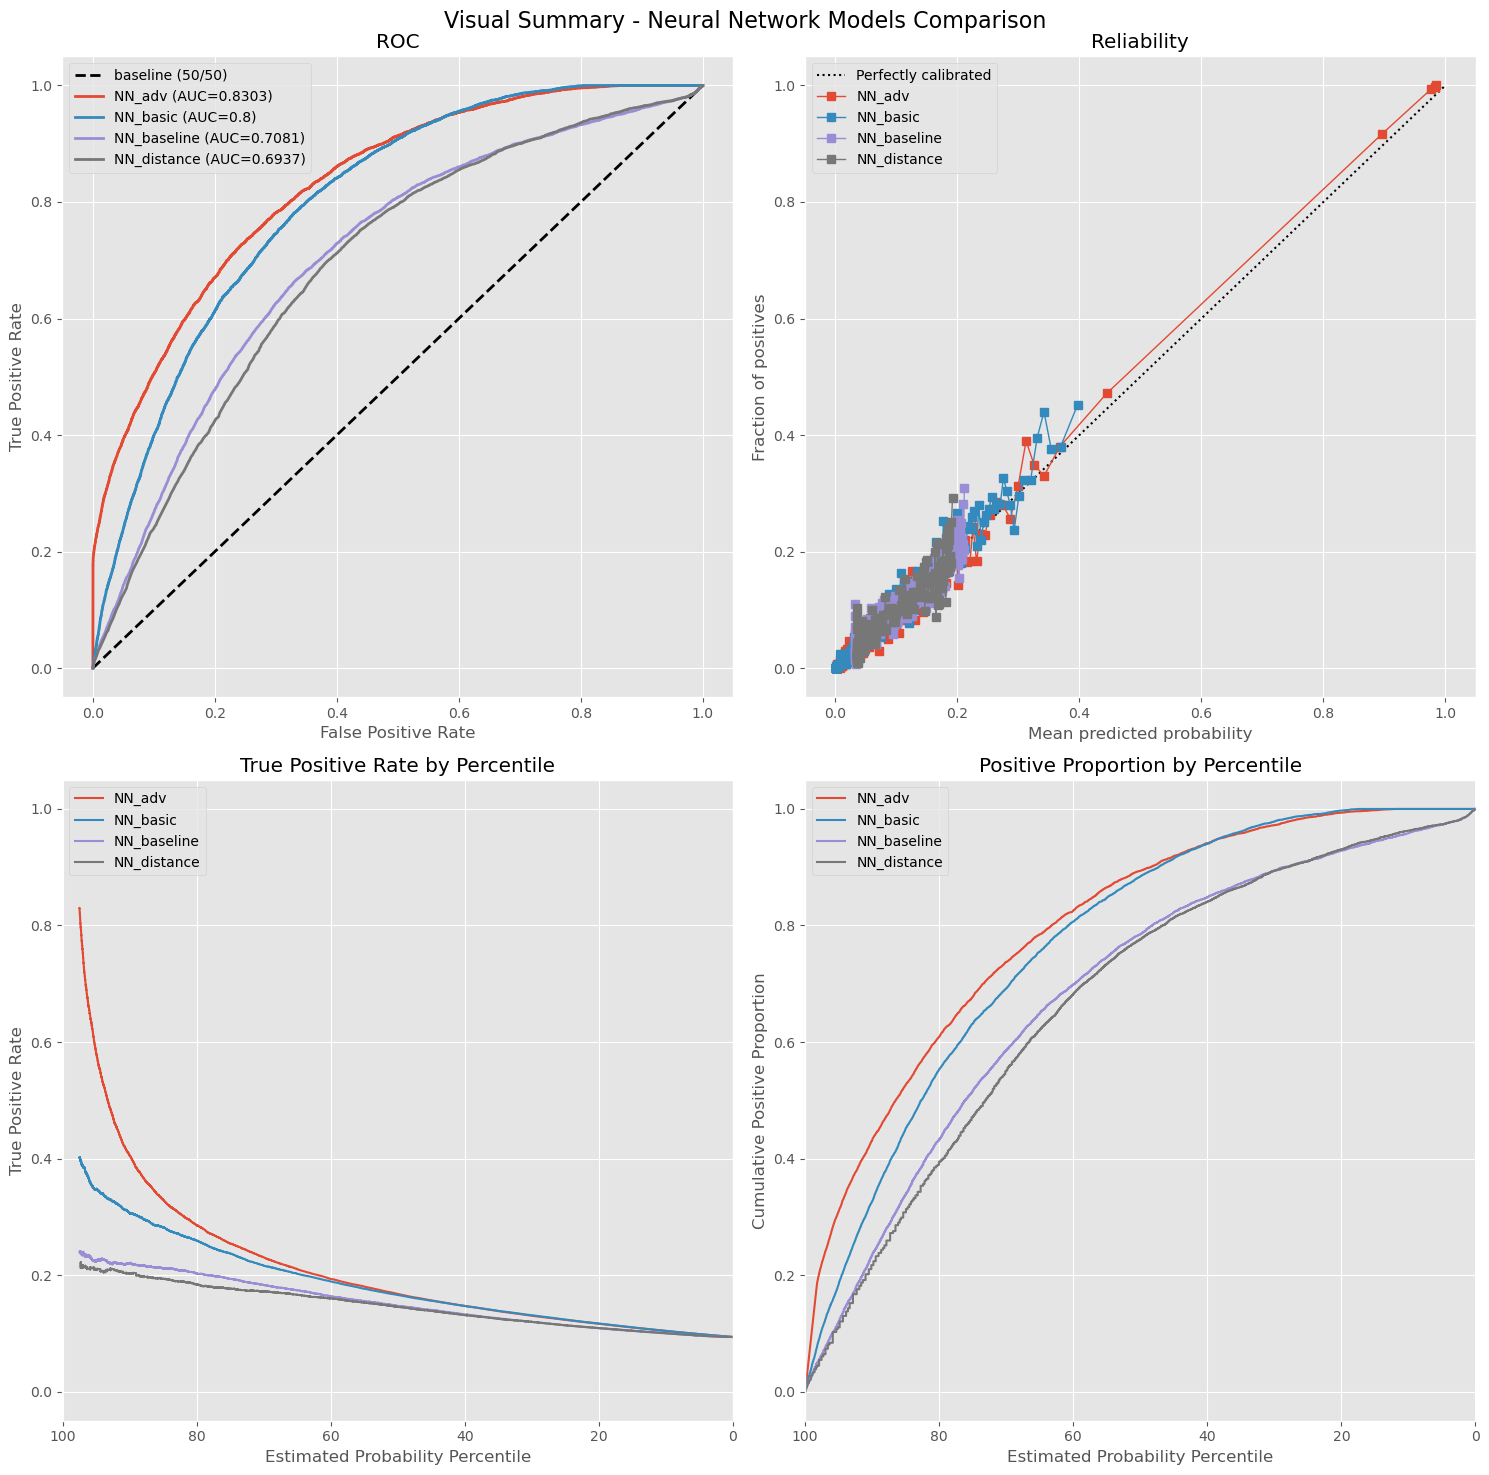 Visual Summary - Neural Network Models Comparison
ROC
baseline (50/50)
NN_adv (AUC=0.8303)
NN_basic (AUC=0.8)
NN_baseline (AUC=0.7081)
NN_distance (AUC=0.6937)
True Positive Rate
1.0
0.8
0.6
0.4
0.2
0.0
0.0 0.2 0.4 0.6 0.8 1.0
False Positive Rate
Reliability
Perfectly calibrated
NN_adv
NN_basic
NN_baseline
NN_distance
Fraction of positives
1.0
0.8
0.6
0.4
0.2
0.0
0.0 0.2 0.4 0.6 0.8 1.0
Mean predicted probability
True Positive Rate by Percentile
NN_adv
NN_basic
NN_baseline
NN_distance
True Positive Rate
1.0
0.8
0.6
0.4
0.2
0.0
100 80 60 40 20 0
Estimated Probability Percentile
Positive Proportion by Percentile
NN_adv
NN_basic
NN_baseline
NN_distance
Cumulative Positive Proportion
1.0
0.8
0.6
0.4
0.2
0.0
100 80 60 40 20 0
Estimated Probability Percentile